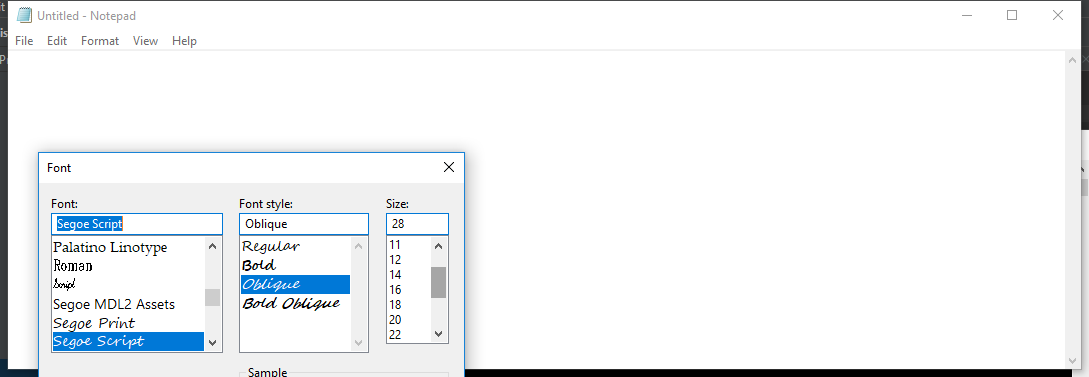 Untitled - Notepad
File Edit Format View Help
Font
Font: Font style: Size:
Segoe Script Oblique 28
Palatino Linotype Regular 11
Roman Bold 12
Script Oblique 14
Segoe MDL2 Assets Bold Oblique 16
Segoe Print 18
Segoe Script 20
22
Sample